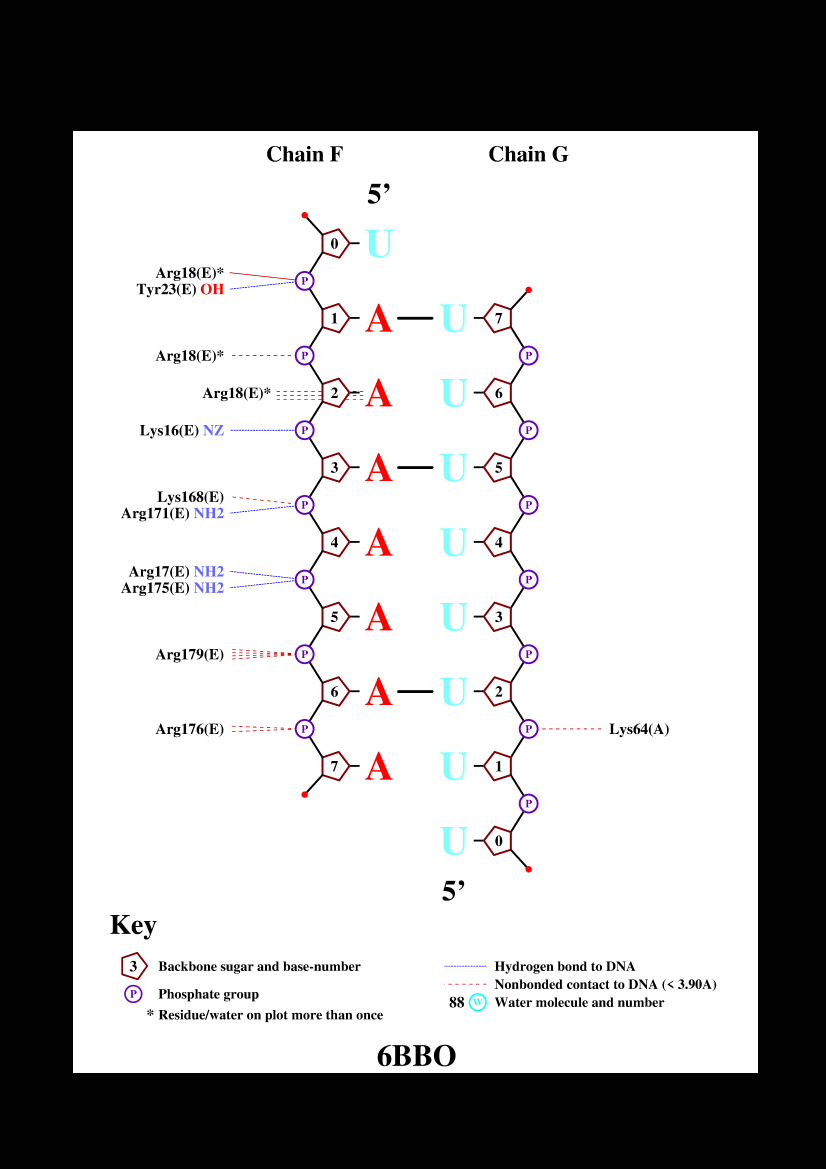 Chain F Chain G
5’
0 U
Arg18(E)*
P
Tyr23(E) OH
1 A U 7
Arg18(E)* P P
Arg18(E)* 2 A U 6
Lys16(E) NZ P P
3 A U 5
Lys168(E)
P P
Arg171(E) NH2
4 A U 4
Arg17(E) NH2
P P
Arg175(E) NH2
5 A U 3
Arg179(E) P P
6 A U 2
Arg176(E) P P Lys64(A)
7 A U 1
P
U 0
5’
Key
3 Backbone sugar and base-number
P Phosphate group
* Residue/water on plot more than once
Hydrogen bond to DNA
Nonbonded contact to DNA (< 3.90A)
88 W Water molecule and number
6BBO